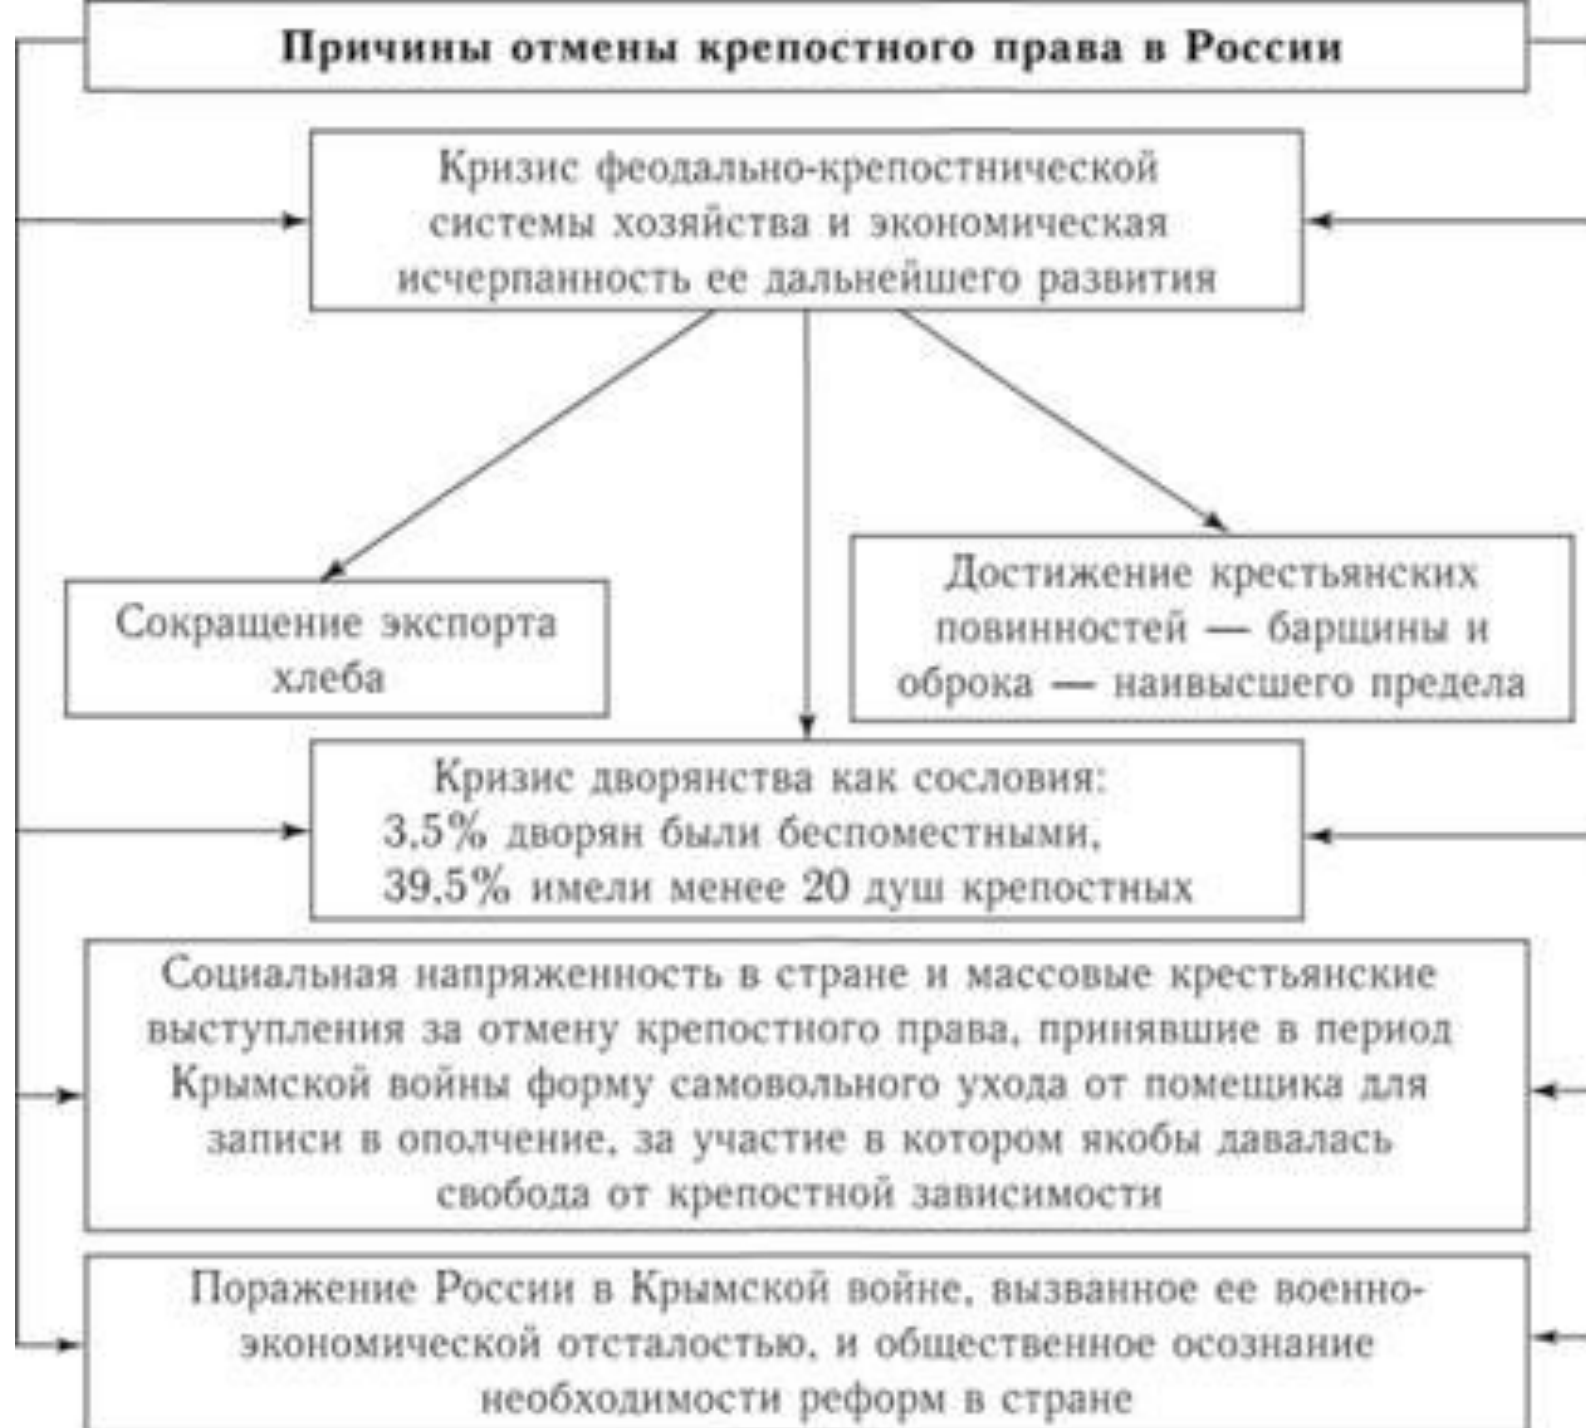 Причины отмены крепостного права в России
Кризис феодально-крепостнической
системы хозяйства и экономическая
исчерпанность ее дальнейшего развития
Сокращение экспорта
хлеба
Достижение крестьянских
повинностей — барщины и
оброка — наивысшего предела
Кризис дворянства как сословия:
3,5% дворян были беспоместными,
39,5% имели менее 20 душ крепостных
Социальная напряженность в стране и массовые крестьянские
выступления за отмену крепостного права, принявшие в период
Крымской войны форму самовольного ухода от помещика для
записи в ополчение, за участие в котором якобы давалась
свобода от крепостной зависимости
Поражение России в Крымской войне, вызванное ее военно-
экономической отсталостью, и общественное осознание
необходимости реформ в стране